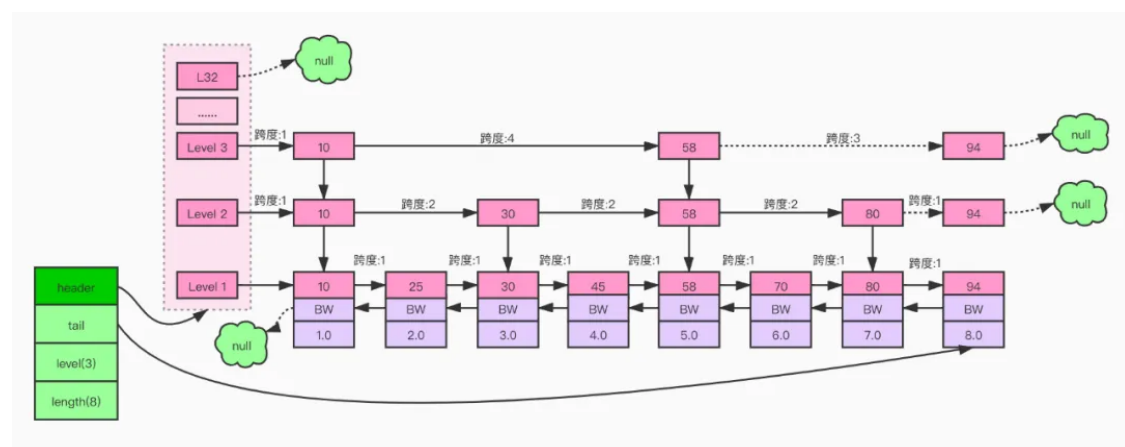 L32
null
......
Level 3
跨度:1
10
跨度:4
58
跨度:3
94
null
Level 2
跨度:1
10
跨度:2
30
跨度:2
58
跨度:2
80
跨度:1
94
null
跨度:1
跨度:1
跨度:1
跨度:1
跨度:1
跨度:1
跨度:1
Level 1
10
25
30
45
58
70
80
94
BW
BW
BW
BW
BW
BW
BW
BW
1.0
2.0
3.0
4.0
5.0
6.0
7.0
8.0
null
header
tail
level(3)
length(8)